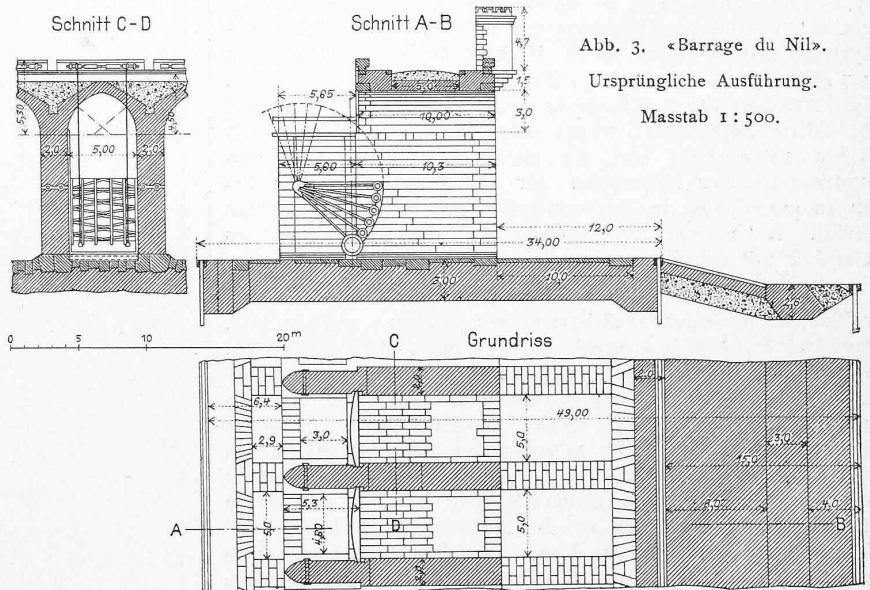 Schnitt C-D
Schnitt A-B
Abb. 3. «Barrage du Nil».
Ursprüngliche Ausführung.
Masstab 1 : 500.
4,7
1,5
3,0
5,0
5,65
10,00
5,60
10,3
5,30
4,50
2,0
5,00
2,0
12,0
34,00
10,0
2,6
0
5
10
20 m
C
Grundriss
6,4
2,9
3,0
5,3
5,0
5,0
5,0
49,00
3,0
15,0
8,0
4,0
A
D
B